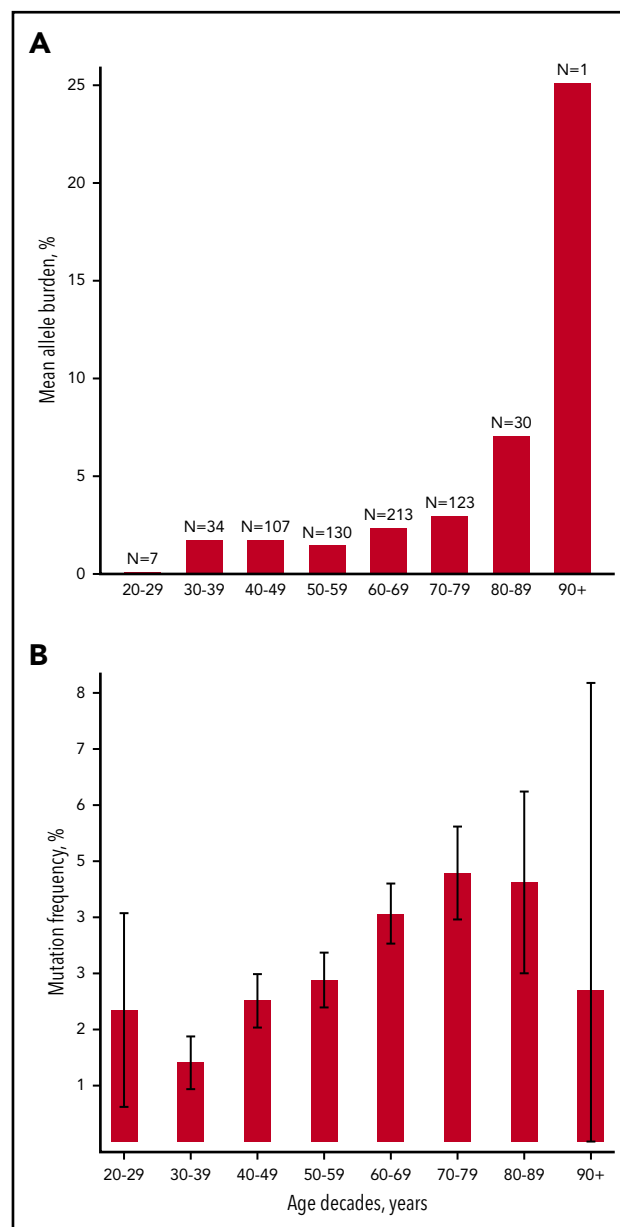 A
Mean allele burden, %
25
20
15
10
5
0
N=7
N=34
N=107
N=130
N=213
N=123
N=30
N=1
20-29 30-39 40-49 50-59 60-69 70-79 80-89 90+
B
Mutation frequency, %
8
7
6
5
3
3
2
1
20-29 30-39 40-49 50-59 60-69 70-79 80-89 90+
Age decades, years